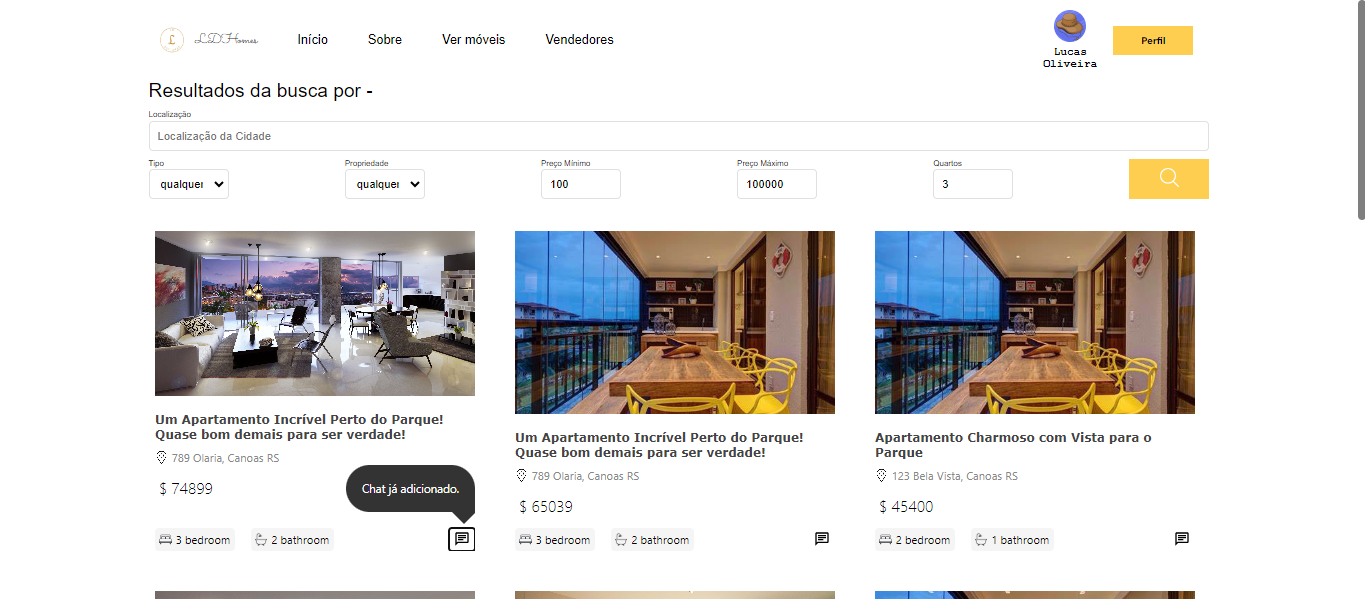 £ LDHomes Início Sobre Ver móveis Vendedores Lucas Oliveira Perfil
Resultados da busca por -
Localização
Localização da Cidade
Tipo Propriedade Preço Mínimo Preço Máximo Quartos
qualquer qualquer 100 100000 3
Um Apartamento Incrível Perto do Parque!
Quase bom demais para ser verdade!
789 Olaria, Canoas RS
$ 74899
Chat já adicionado.
3 bedroom 2 bathroom
Um Apartamento Incrível Perto do Parque!
Quase bom demais para ser verdade!
789 Olaria, Canoas RS
$ 65039
3 bedroom 2 bathroom
Apartamento Charmoso com Vista para o
Parque
123 Bela Vista, Canoas RS
$ 45400
2 bedroom 1 bathroom